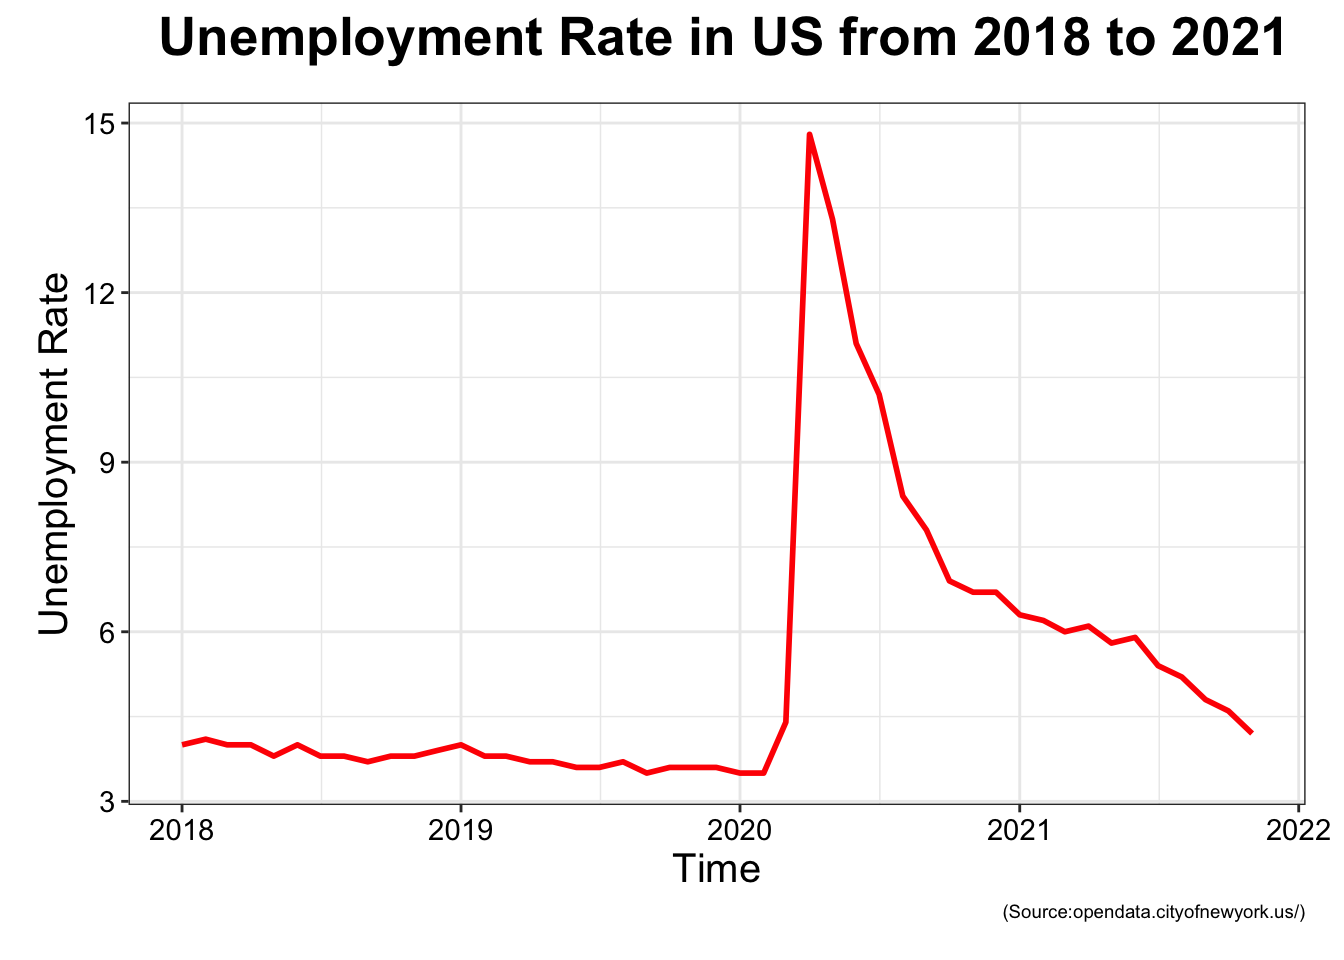 Unemployment Rate in US from 2018 to 2021
Unemployment Rate
15
12
9
6
3
2018 2019 2020 2021 2022
Time
(Source:opendata.cityofnewyork.us/)